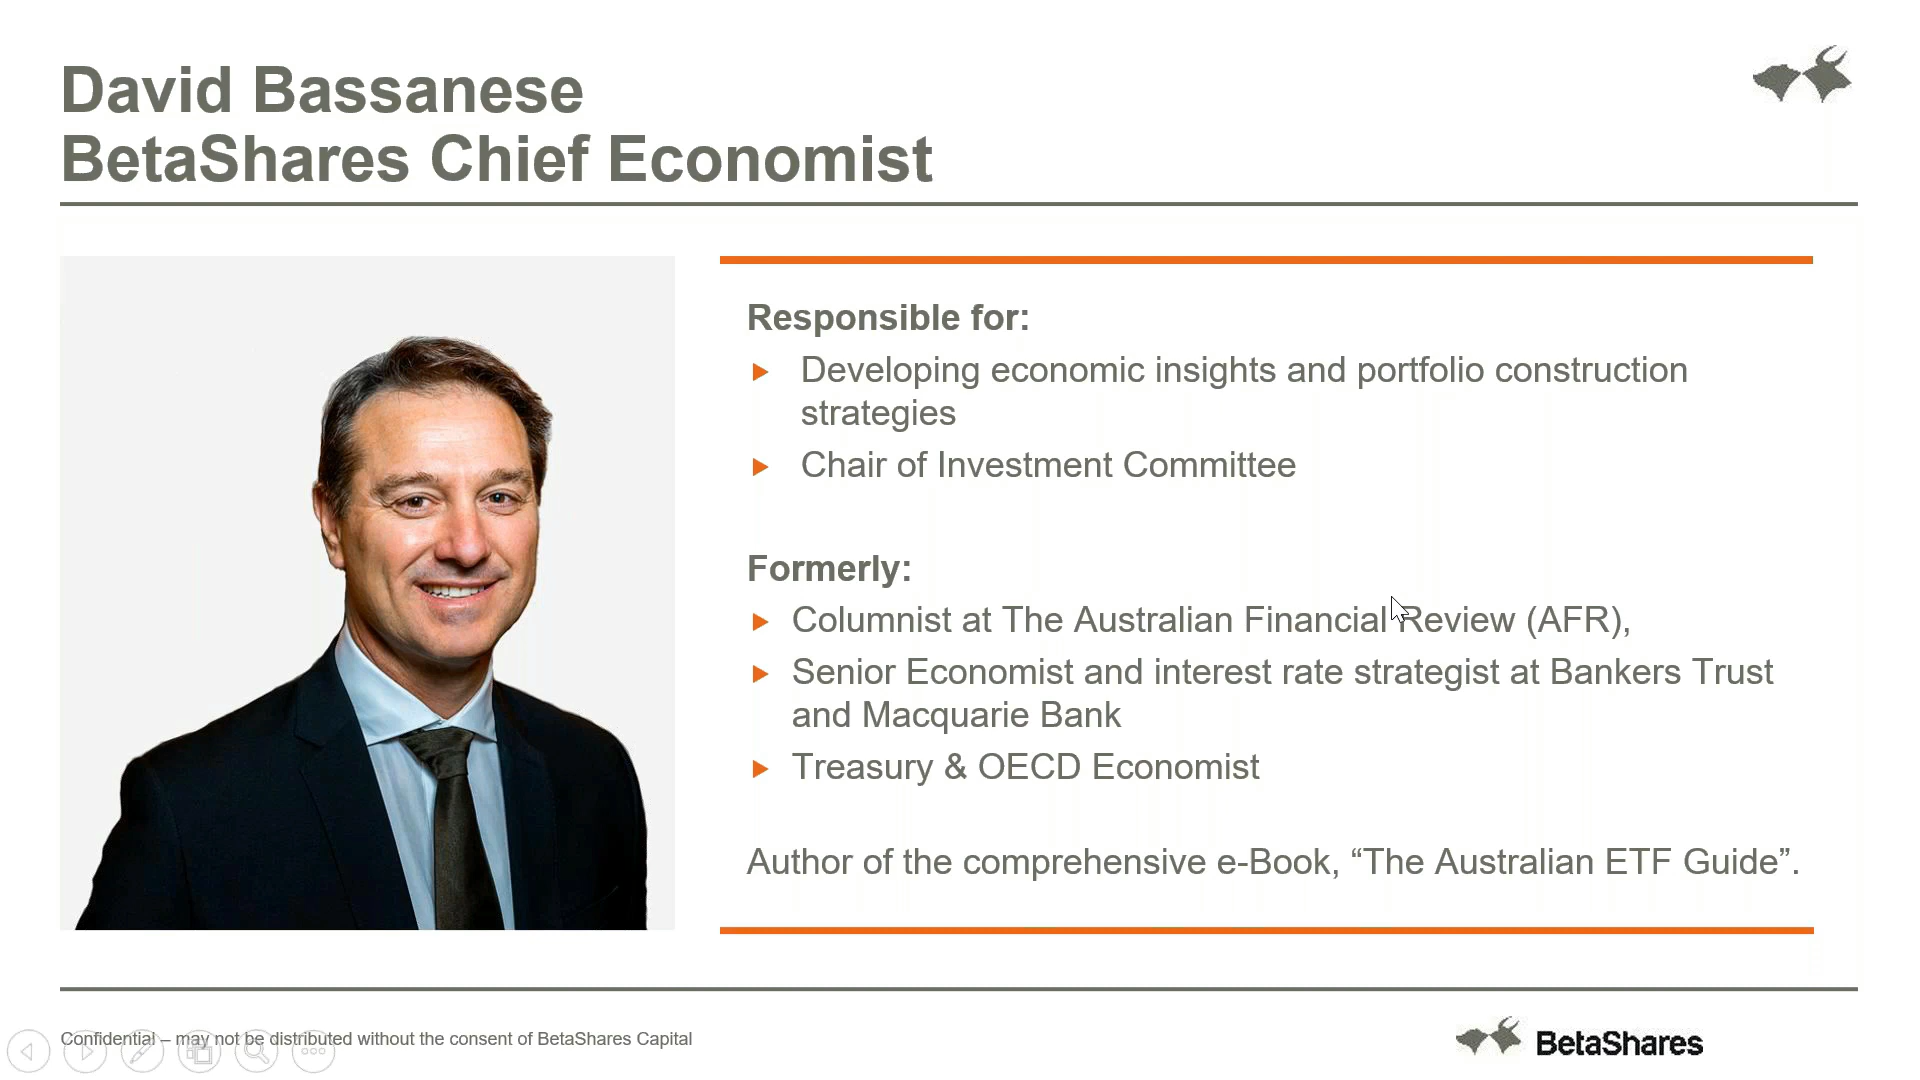 David Bassanese
BetaShares Chief Economist
Responsible for:
Developing economic insights and portfolio construction
strategies
Chair of Investment Committee
Formerly:
Columnist at The Australian Financial Review (AFR),
Senior Economist and interest rate strategist at Bankers Trust
and Macquarie Bank
Treasury & OECD Economist
Author of the comprehensive e-Book, “The Australian ETF Guide”.
Confidential – may not be distributed without the consent of BetaShares Capital
BetaShares